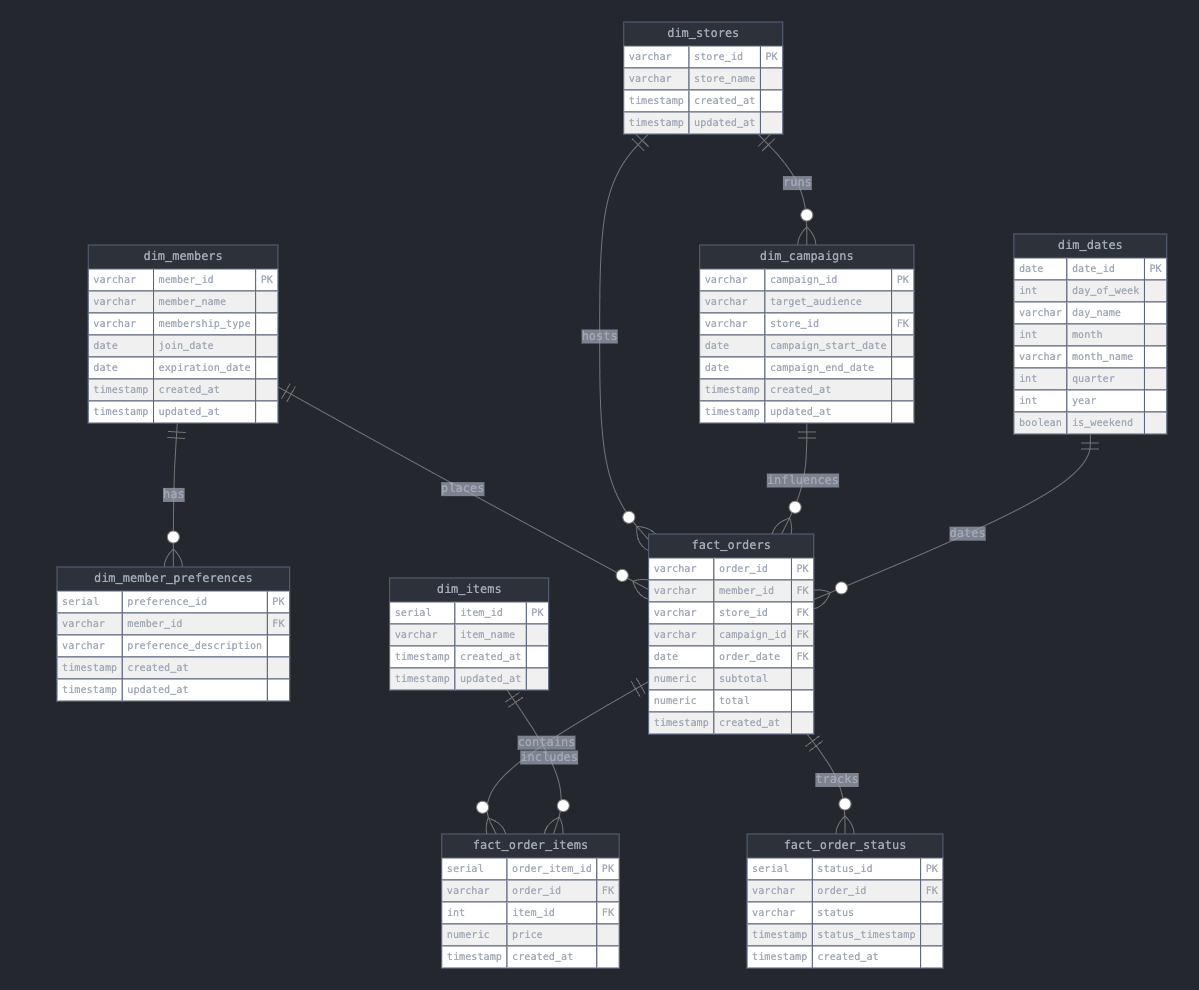 dim_stores
varchar store_id PK
varchar store_name
timestamp created_at
timestamp updated_at
runs
dim_members
varchar member_id PK
varchar member_name
varchar membership_type
date join_date
date expiration_date
timestamp created_at
timestamp updated_at
hosts
dim_campaigns
varchar campaign_id PK
varchar target_audience
varchar store_id FK
date campaign_start_date
date campaign_end_date
timestamp created_at
timestamp updated_at
dim_dates
date date_id PK
int day_of_week
varchar day_name
int month
varchar month_name
int quarter
int year
boolean is_weekend
has
places
influences
dates
dim_member_preferences
serial preference_id PK
varchar member_id FK
varchar preference_description
timestamp created_at
timestamp updated_at
dim_items
serial item_id PK
varchar item_name
timestamp created_at
timestamp updated_at
fact_orders
varchar order_id PK
varchar member_id FK
varchar store_id FK
varchar campaign_id FK
date order_date FK
numeric subtotal
numeric total
timestamp created_at
contains
includes
tracks
fact_order_items
serial order_item_id PK
varchar order_id FK
int item_id FK
numeric price
timestamp created_at
fact_order_status
serial status_id PK
varchar order_id FK
varchar status
timestamp status_timestamp
timestamp created_at